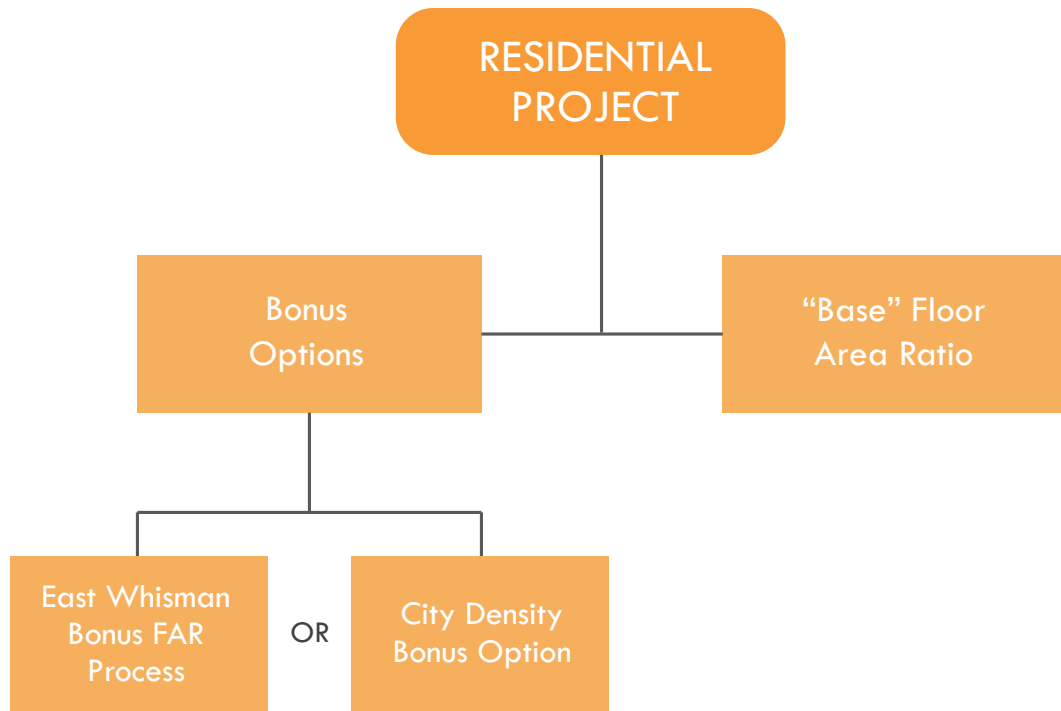 RESIDENTIAL
PROJECT
Bonus
Options
“Base” Floor
Area Ratio
East Whisman
Bonus FAR
Process
OR
City Density
Bonus Option